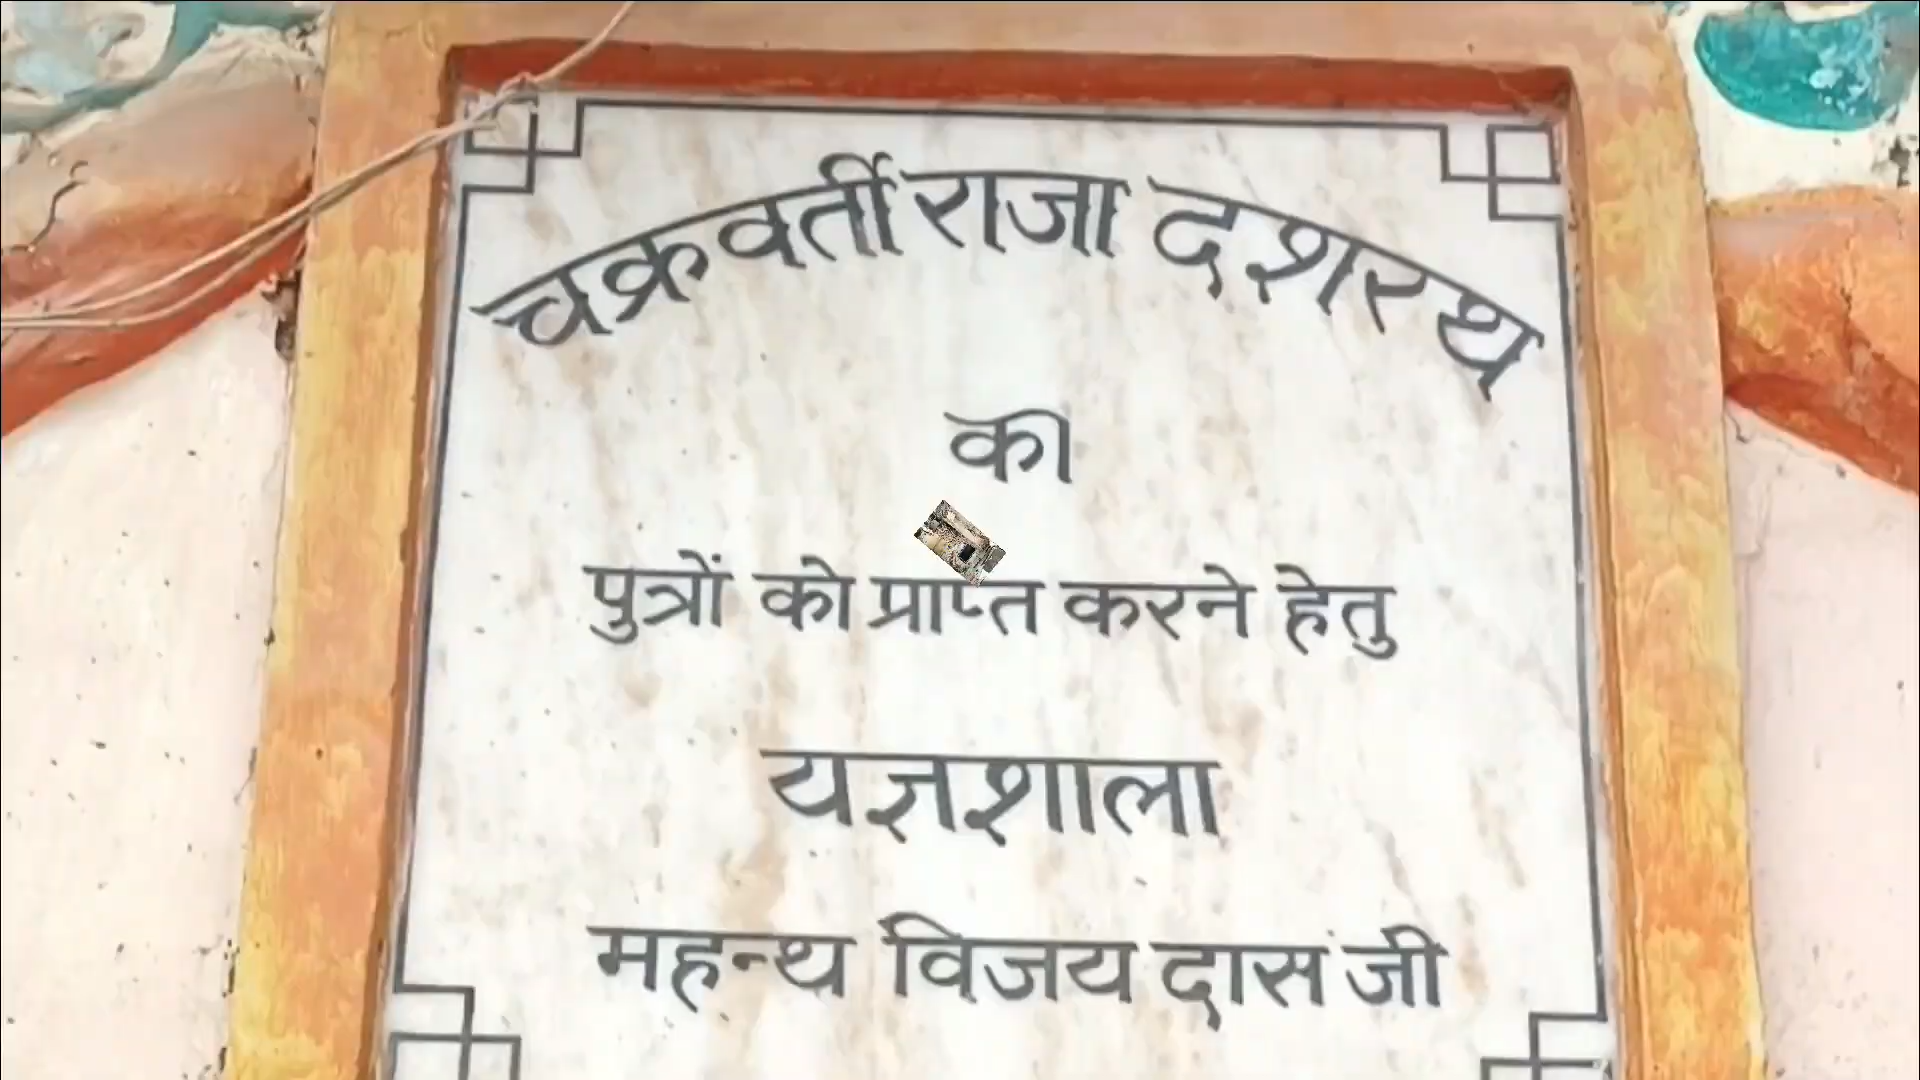 चक्रवर्ती राजा दशरथ
की
पुत्रों को प्राप्त करने हेतु
यज्ञशाला
महन्थ विजय दास जी